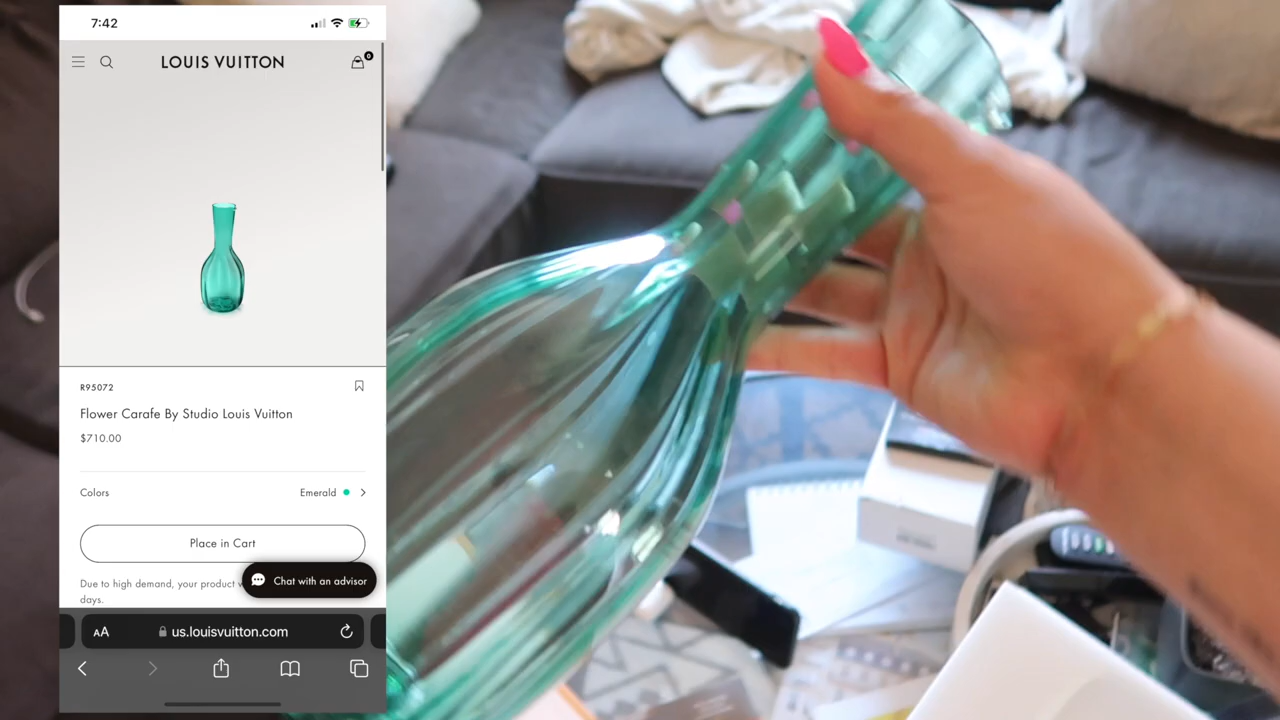 7:42
LOUIS VUITTON
0
R95072
Flower Carafe By Studio Louis Vuitton
$710.00
Colors
Emerald
Place in Cart
Due to high demand, your product
days.
Chat with an advisor
AA
us.louisvuitton.com